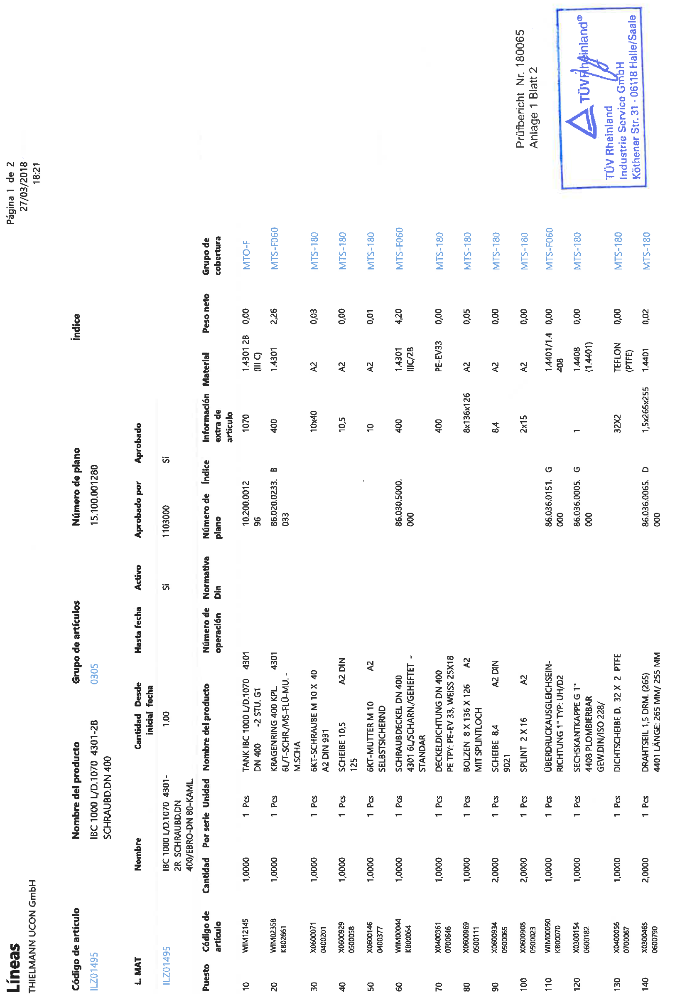 Líneas
THIELMANN UCON GmbH
Página 1 de 2
27/03/2018
18:21
Código de artículo Nombre del producto Grupo de artículos Número de plano Índice
ILZ01495 IBC 1000 L/D.1070 4301-2B 0305 15.100.001280
SCHRAUBD.DN 400
L. MAT Nombre Cantidad Desde Hasta fecha Activo Aprobado por Aprobado
inicial fecha
ILZ01495 IBC 1000 L/D.1070 4301- 1,00 Sí 1103000 Sí
2R SCHRAUBD.DN
400/EBRO-DN 80-KAML.
Puesto Código de Cantidad Por serie Unidad Nombre del producto Número de Normativa Número de Índice Información Material Peso neto Grupo de
artículo operación Din plano extra de cobertura
artículo
10 WIM12145 1,0000 1 Pcs TANK IBC 1000 L/D.1070 4301 10.200.0012 1070 1.4301 2B 0,00 MTO-F
DN 400 -2 STU. G1 96 (III C)
20 WIM02358 1,0000 1 Pcs KRAGENRING 400 KPL. 4301 86.020.0233. B 400 1.4301 2,26 MTS-F060
KB02661 6L/T-SCHR./MS-FLÜ-MU. - 033
M.SCHA
30 X0600071 1,0000 1 Pcs 6KT-SCHRAUBE M 10 X 40 10x40 A2 0,03 MTS-180
0400201 A2 DIN 931
40 X0600929 1,0000 1 Pcs SCHEIBE 10,5 A2 DIN 10,5 A2 0,00 MTS-180
0500058 125
50 X0600146 1,0000 1 Pcs 6KT-MUTTER M 10 A2 10 A2 0,01 MTS-180
0400377 SELBSTSICHERND
60 WIM00044 1,0000 1 Pcs SCHRAUBDECKEL DN 400 86.030.5000. 400 1.4301 4,20 MTS-F060
KB00064 4301 6L/SCHARN./GEHEFTET - 000 IIIC/2B
STANDAR
70 X0400361 1,0000 1 Pcs DECKELDICHTUNG DN 400 400 PE-EV33 0,00 MTS-180
0700646 PE TPY: PE-EV 33, WEISS 25X18
80 X0600969 1,0000 1 Pcs BOLZEN 8 X 136 X 126 A2 8x136x126 A2 0,05 MTS-180
0500111 MIT SPLINTLOCH
90 X0600934 2,0000 1 Pcs SCHEIBE 8,4 A2 DIN 8,4 A2 0,00 MTS-180
0500065 9021
100 X0600908 2,0000 1 Pcs SPLINT 2 X 16 A2 2x15 A2 0,00 MTS-180
0500023
110 WIM00050 1,0000 1 Pcs ÜBERDRUCKAUSGLEICHSEIN- 86.036.0151. G 1.4401/1.4 0,00 MTS-F060
KB00070 RICHTUNG 1" TYP: UH/D2 000 408
120 X0300154 1,0000 1 Pcs SECHSKANTKAPPE G 1" 86.036.0005. G 1 1.4408 0,00 MTS-180
0600182 4408 PLOMBIERBAR 000 (1.4401)
GEW.DIN/ISO 228/
130 X0400056 1,0000 1 Pcs DICHTSCHEIBE D. 32 X 2 PTFE 32X2 TEFLON 0,00 MTS-180
0700067 (PTFE)
140 X0300465 2,0000 1 Pcs DRAHTSEIL 1,5 DRM. (265) 86.036.0065. D 1,5x265x255 1.4401 0,02 MTS-180
0600790 4401 LÄNGE: 265 MM/ 255 MM 000
Prüfbericht Nr. 180065
Anlage 1 Blatt 2
TÜVRheinland®
TÜV Rheinland
Industrie Service GmbH
Köthener Str. 31 · 06118 Halle/Saale